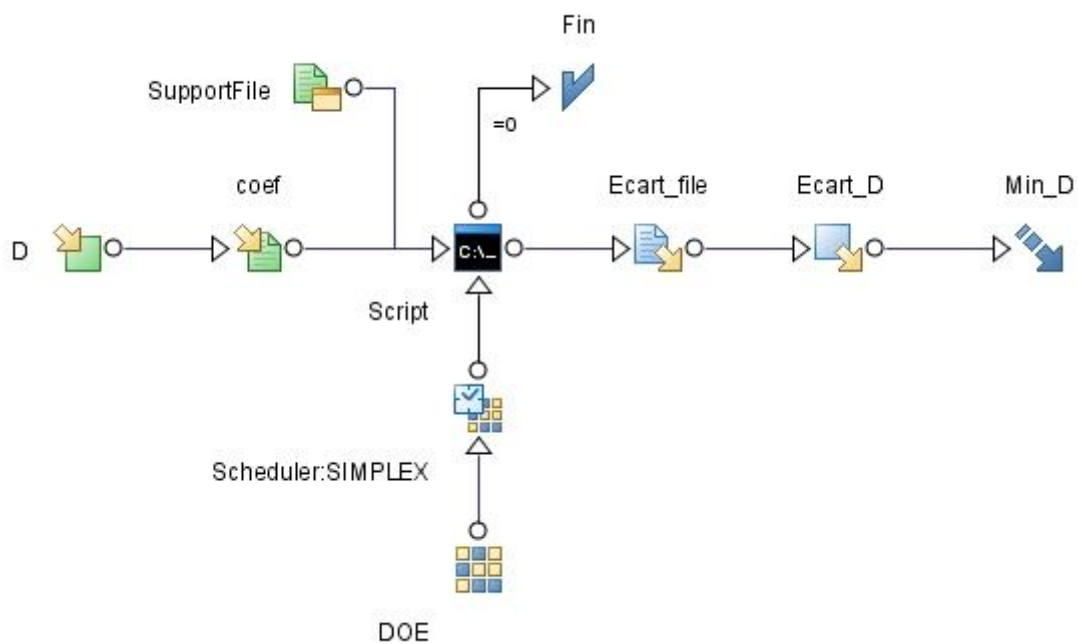 Fin
SupportFile
=0
coef
Ecart_file
Ecart_D
Min_D
D
C:\_
Script
Scheduler:SIMPLEX
DOE